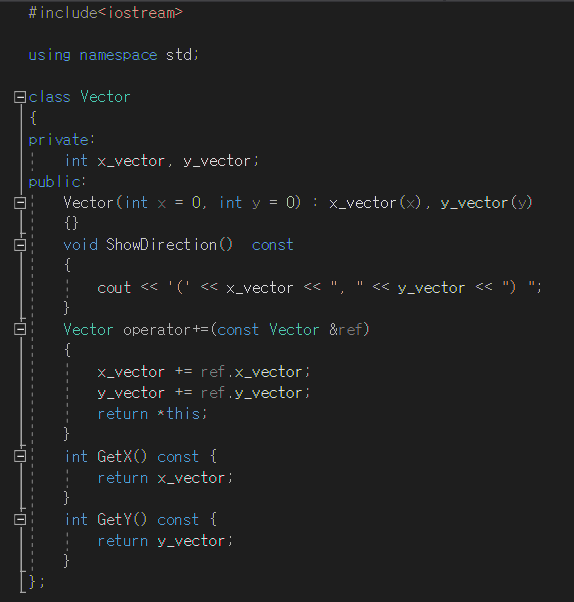 #include<iostream>
using namespace std;
class Vector
{
private:
int x_vector, y_vector;
public:
Vector(int x = 0, int y = 0) : x_vector(x), y_vector(y)
{}
void ShowDirection()  const
{
cout << '(' << x_vector << ", " << y_vector << ") ";
}
Vector operator+=(const Vector &ref)
{
x_vector += ref.x_vector;
y_vector += ref.y_vector;
return *this;
}
int GetX() const {
return x_vector;
}
int GetY() const {
return y_vector;
}
};